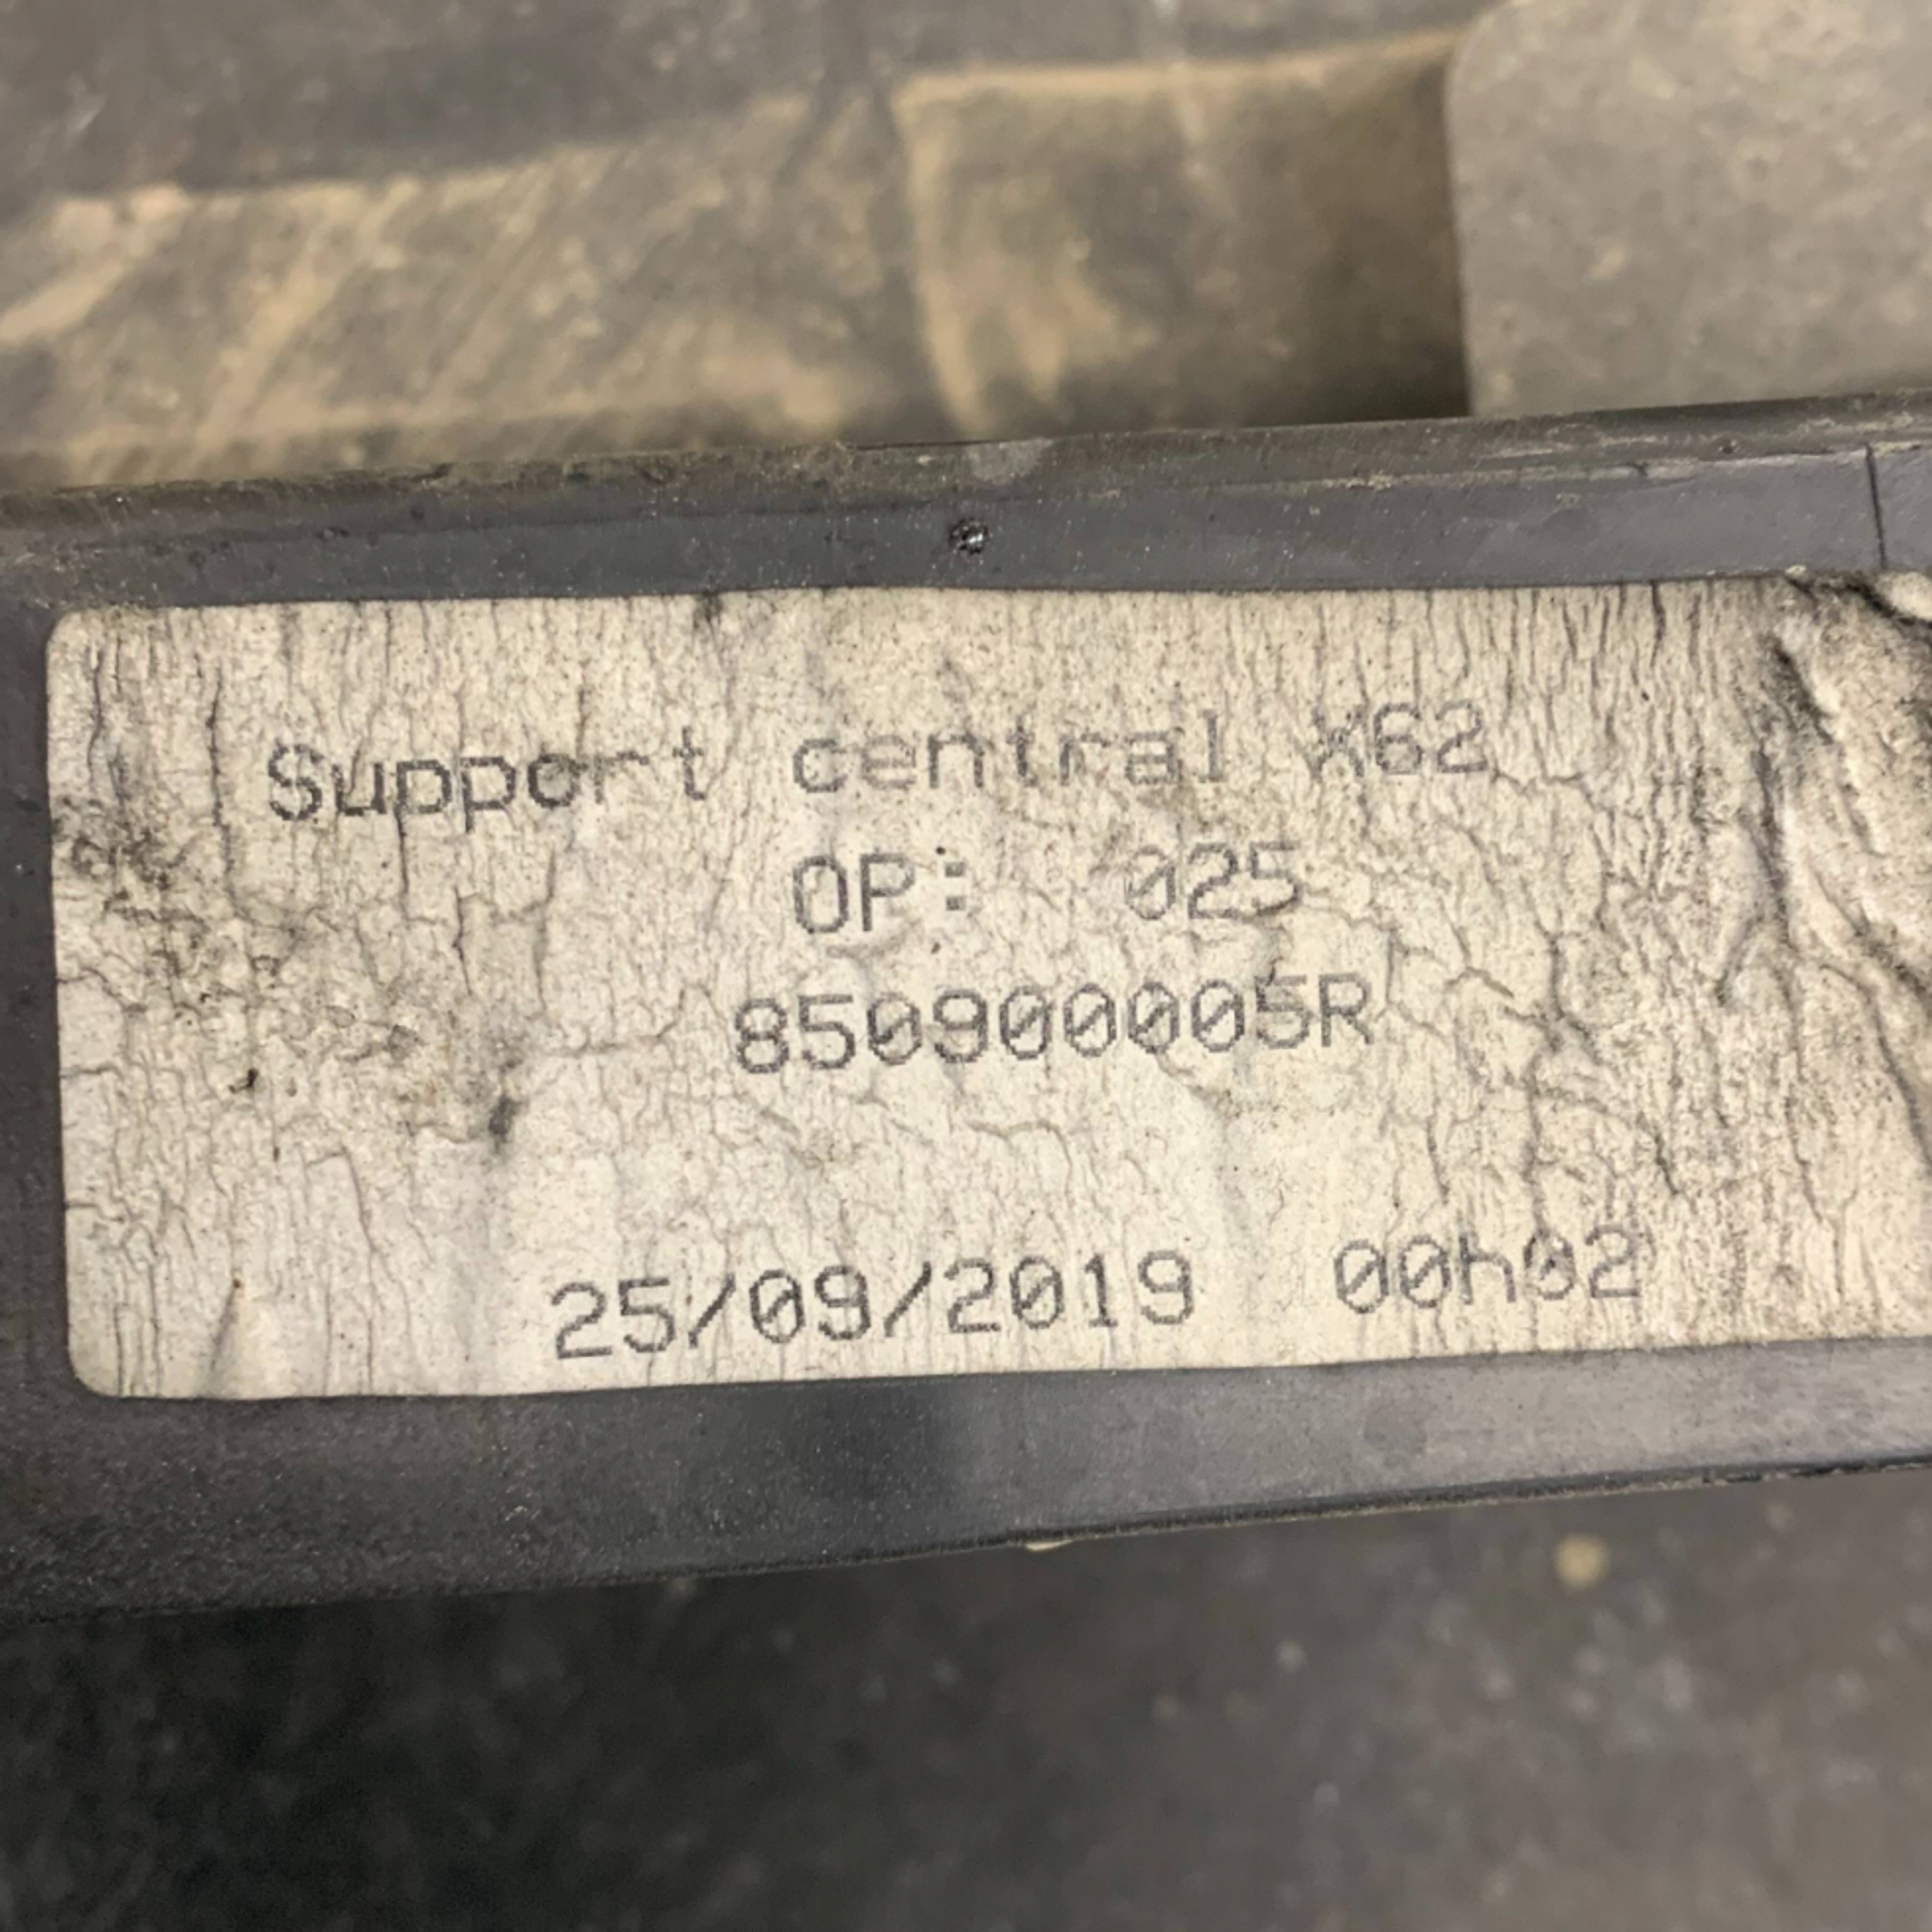 Support central X62
OP: 025
850900005R
25/09/2019 00h02